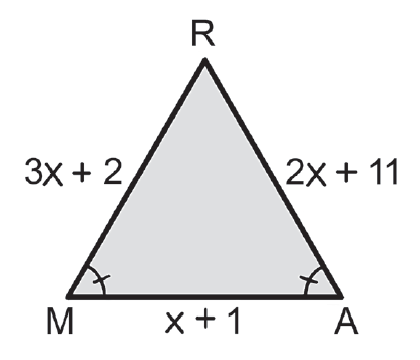 R
3x + 2
2x + 11
M
x + 1
A